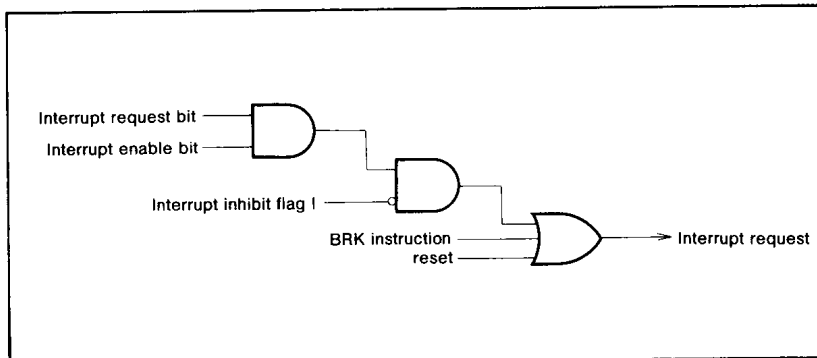 Interrupt request bit
Interrupt enable bit
Interrupt inhibit flag I
BRK instruction
reset
Interrupt request